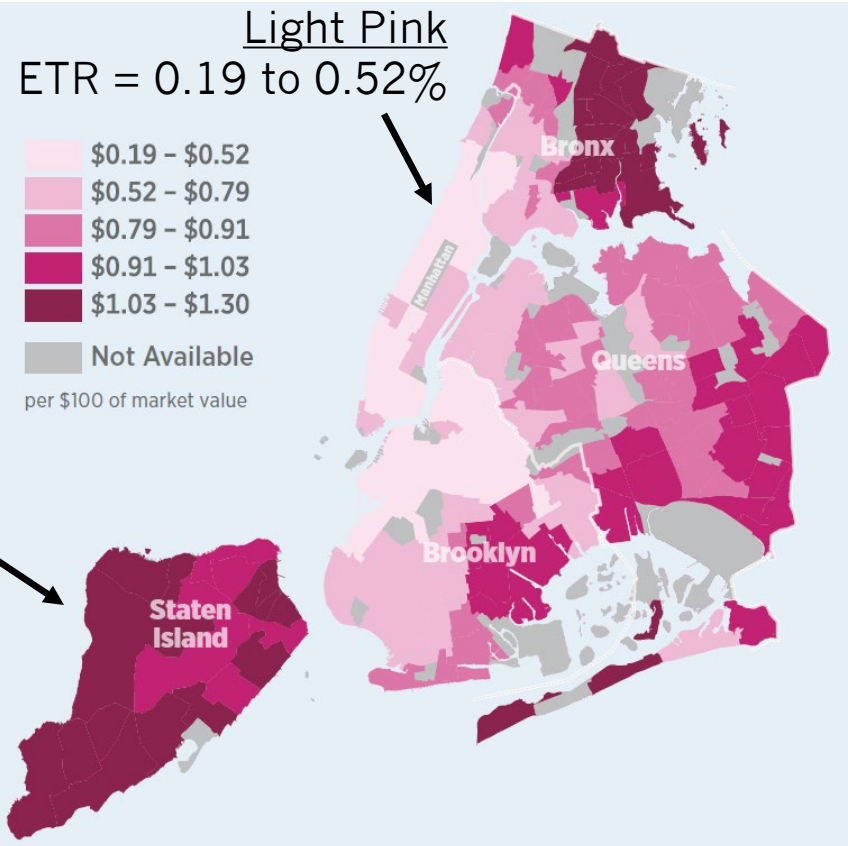 Light Pink
ETR = 0.19 to 0.52%
$0.19 – $0.52
$0.52 – $0.79
$0.79 – $0.91
$0.91 – $1.03
$1.03 – $1.30
Not Available
per $100 of market value
Bronx
Manhattan
Queens
Brooklyn
Staten
Island